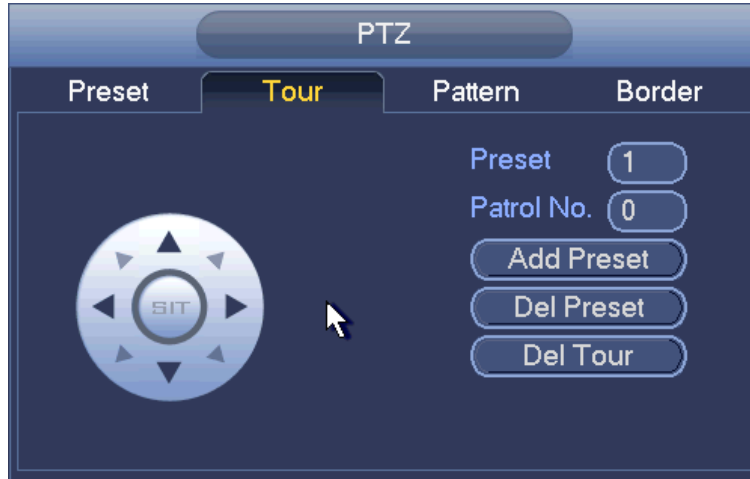 PTZ
Preset Tour Pattern Border
Preset 1
Patrol No. 0
Add Preset
SIT
Del Preset
Del Tour